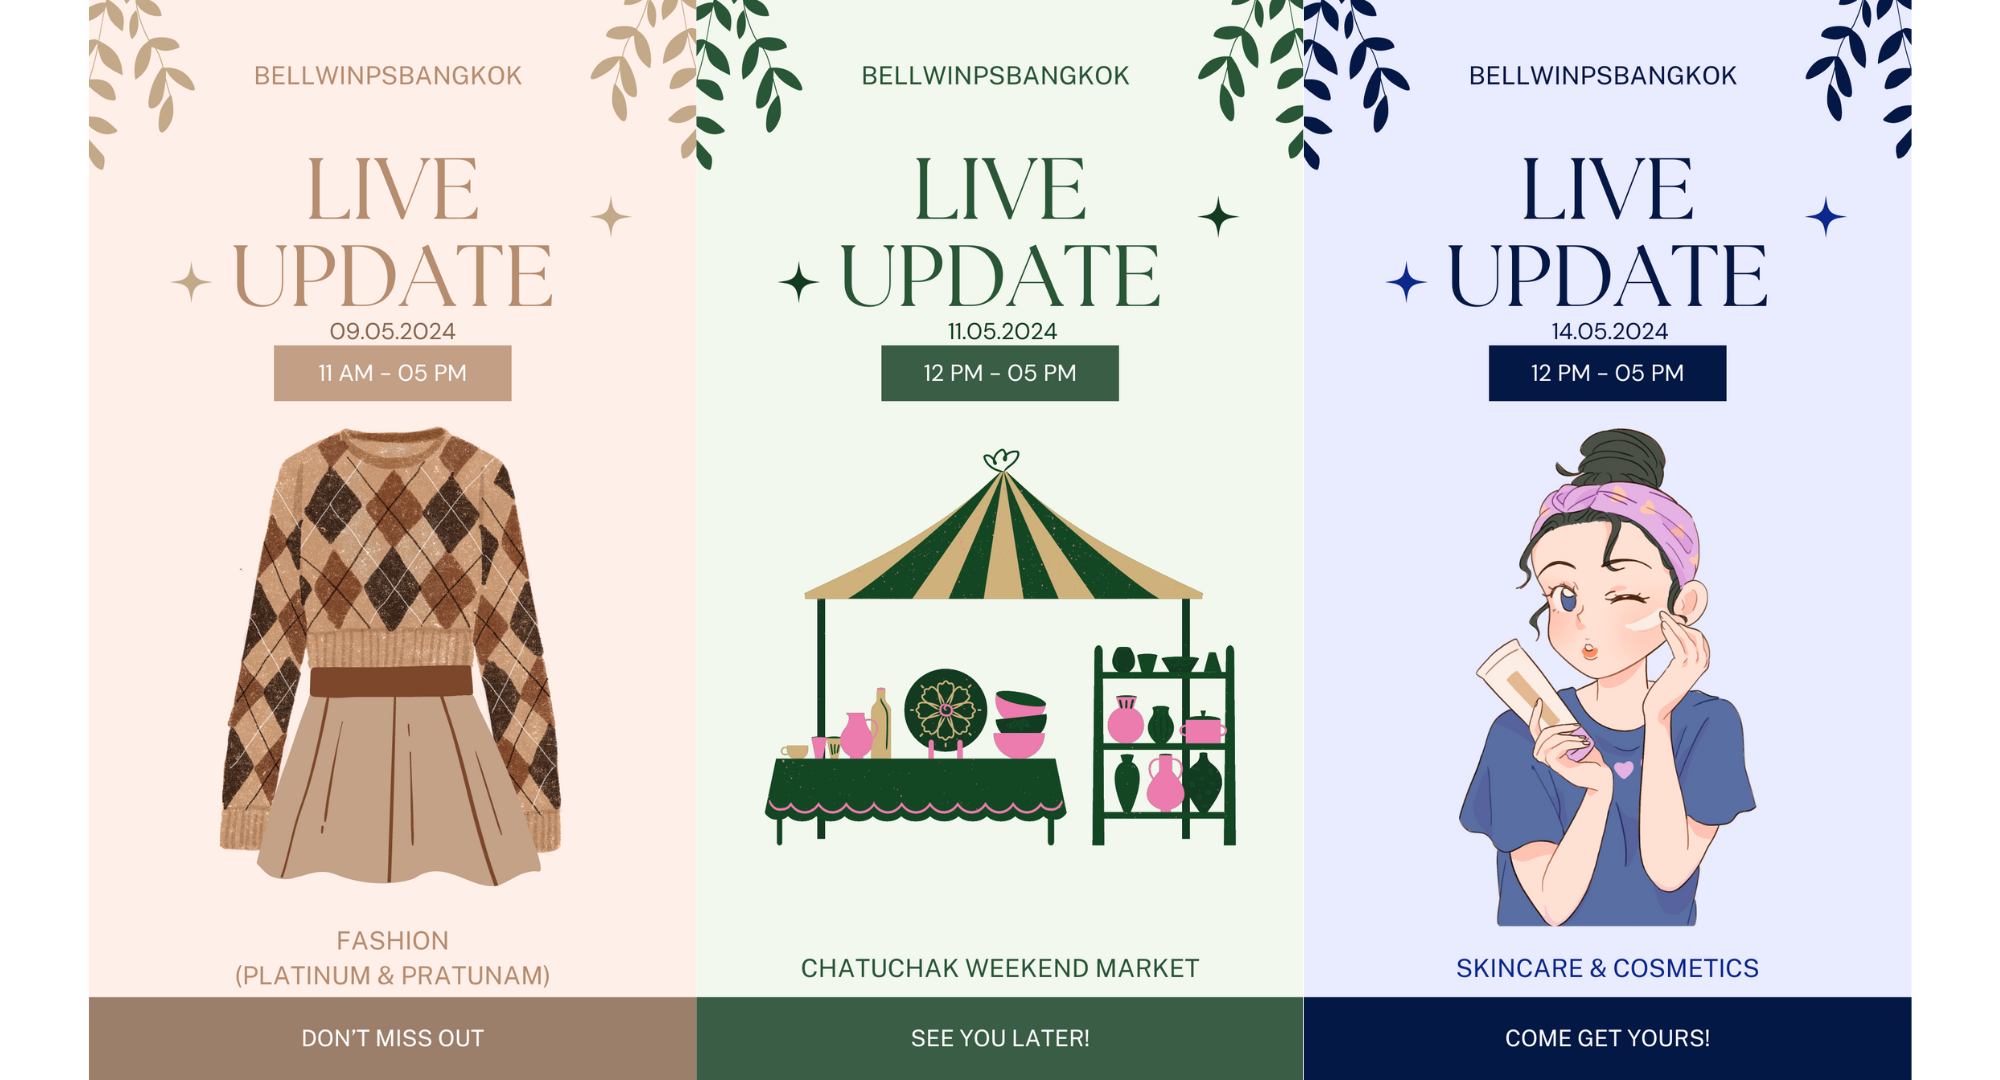 BELLWINPSBANGKOK
LIVE
UPDATE
09.05.2024
11 AM – 05 PM
FASHION
(PLATINUM & PRATUNAM)
DON'T MISS OUT
BELLWINPSBANGKOK
LIVE
UPDATE
11.05.2024
12 PM – 05 PM
CHATUCHAK WEEKEND MARKET
SEE YOU LATER!
BELLWINPSBANGKOK
LIVE
UPDATE
14.05.2024
12 PM – 05 PM
SKINCARE & COSMETICS
COME GET YOURS!